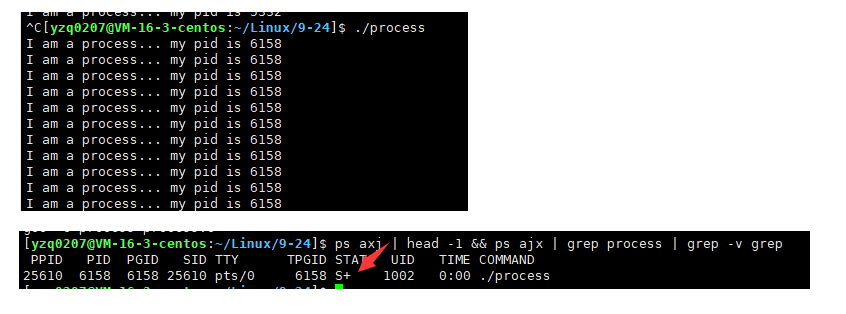 ^C[yzq0207@VM-16-3-centos:~/Linux/9-24]$ ./process
I am a process... my pid is 6158
I am a process... my pid is 6158
I am a process... my pid is 6158
I am a process... my pid is 6158
I am a process... my pid is 6158
I am a process... my pid is 6158
I am a process... my pid is 6158
I am a process... my pid is 6158
I am a process... my pid is 6158
I am a process... my pid is 6158
I am a process... my pid is 6158
[yzq0207@VM-16-3-centos:~/Linux/9-24]$ ps axj | head -1 && ps ajx | grep process | grep -v grep
PPID PID PGID SID TTY TPGID STAT UID TIME COMMAND
25610 6158 6158 25610 pts/0 6158 S+ 1002 0:00 ./process